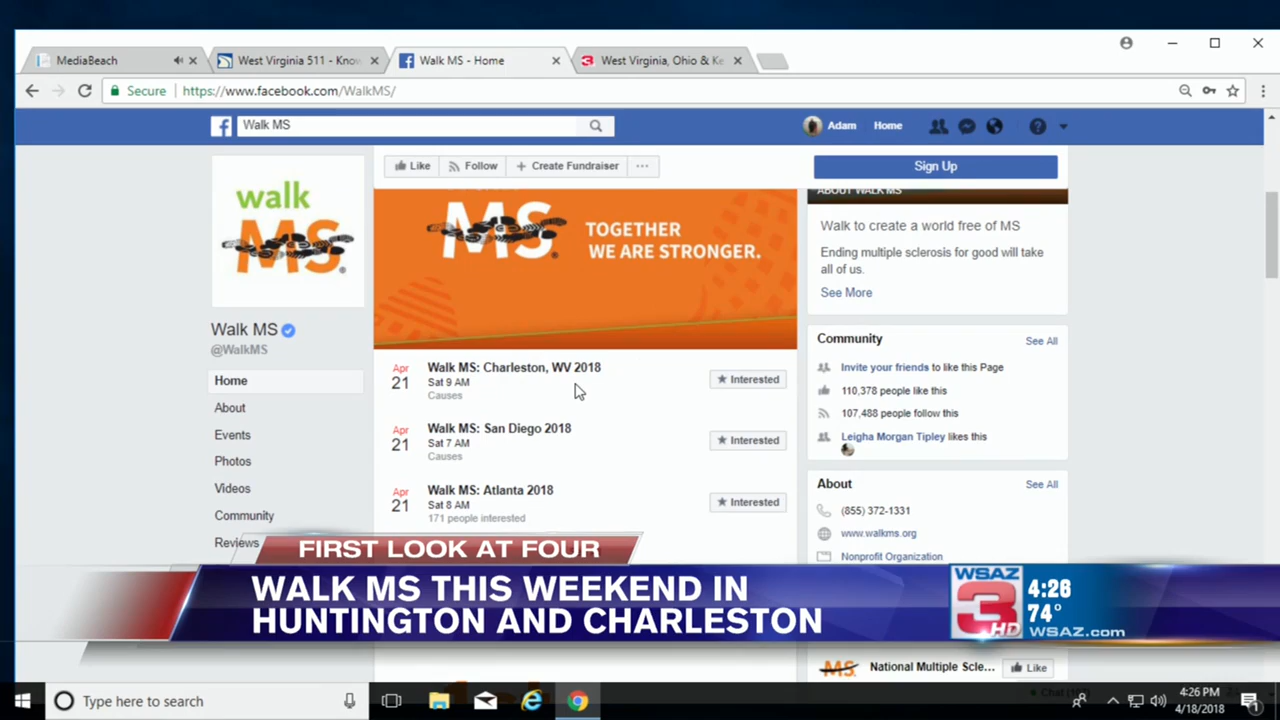 MediaBeach
West Virginia 511 - Know
Walk MS - Home
West Virginia, Ohio & Ke
Secure
https://www.facebook.com/WalkMS/
Walk MS
Adam
Home
Like
Follow
+ Create Fundraiser
Sign Up
walk
MS
MS
TOGETHER
WE ARE STRONGER.
ABOUT WALK MS
Walk to create a world free of MS
Ending multiple sclerosis for good will take
all of us.
See More
Walk MS
@WalkMS
Home
About
Events
Photos
Videos
Community
Reviews
Apr
21
Walk MS: Charleston, WV 2018
Sat 9 AM
Causes
Interested
Apr
21
Walk MS: San Diego 2018
Sat 7 AM
Causes
Interested
Apr
21
Walk MS: Atlanta 2018
Sat 8 AM
171 people interested
Interested
Community
See All
Invite your friends to like this Page
110,378 people like this
107,488 people follow this
Leigha Morgan Tipley likes this
About
See All
(855) 372-1331
www.walkms.org
Nonprofit Organization
FIRST LOOK AT FOUR
WALK MS THIS WEEKEND IN
HUNTINGTON AND CHARLESTON
WSAZ
3
HD
4:26
74°
WSAZ.com
MS
National Multiple Scle...
Like
Type here to search
4:26 PM
4/18/2018
1